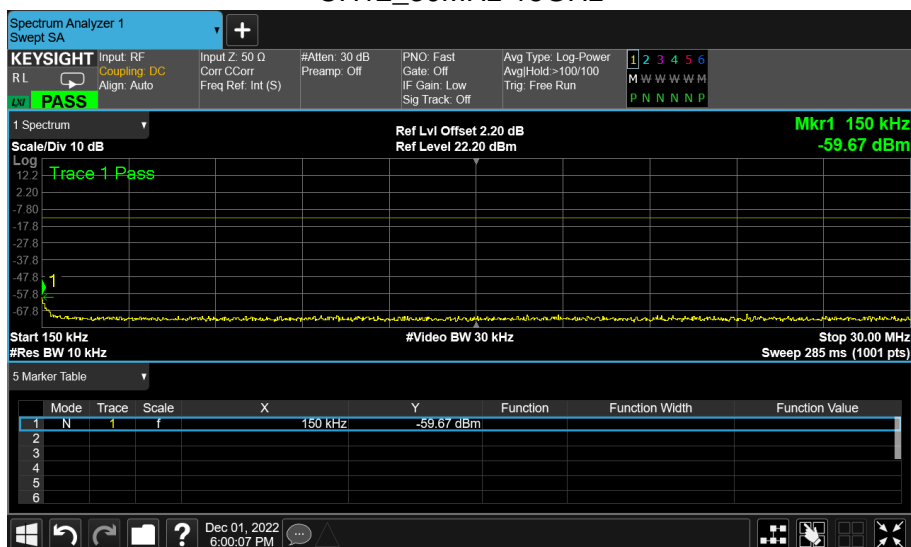 Spectrum Analyzer 1
Swept SA
+
KEYSIGHT Input: RF Input Z: 50 Ω #Atten: 30 dB PNO: Fast Avg Type: Log-Power 1 2 3 4 5 6
RL Coupling: DC Corr CCorr Preamp: Off Gate: Off Avg|Hold:>100/100 M W W W W M
Align: Auto Freq Ref: Int (S) IF Gain: Low Trig: Free Run
LXI PASS Sig Track: Off P N N N N P
1 Spectrum Ref Lvl Offset 2.20 dB Mkr1 150 kHz
Scale/Div 10 dB Ref Level 22.20 dBm -59.67 dBm
Log
12.2 Trace 1 Pass
2.20
-7.80
-17.8
-27.8
-37.8
-47.8 1
-57.8
-67.8
Start 150 kHz #Video BW 30 kHz Stop 30.00 MHz
#Res BW 10 kHz Sweep 285 ms (1001 pts)
5 Marker Table
Mode Trace Scale X Y Function Function Width Function Value
1 N 1 f 150 kHz -59.67 dBm
2
3
4
5
6
? Dec 01, 2022
6:00:07 PM